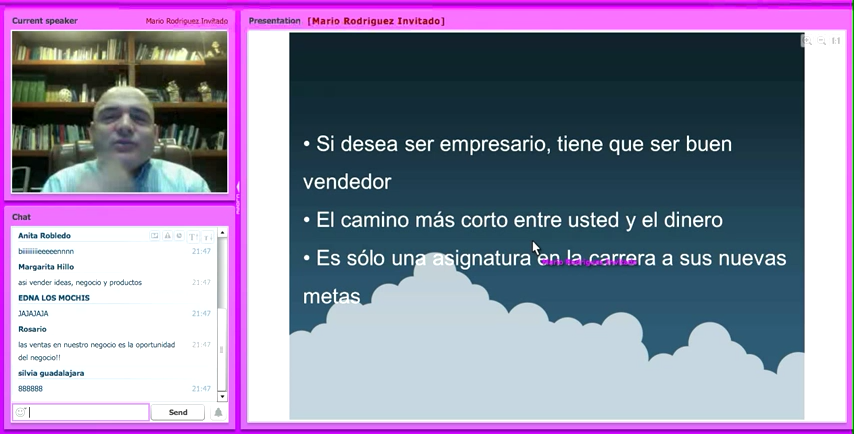 Current speaker
Mario Rodriguez Invitado
Presentation
[Mario Rodriguez Invitado]
• Si desea ser empresario, tiene que ser buen
vendedor
• El camino más corto entre usted y el dinero
• Es sólo una asignatura en la carrera a sus nuevas
metas
Chat
Anita Robledo
biiiiiiieeeeennnn 21:47
Margarita Hillo
asi vender ideas, negocio y productos 21:47
EDNA LOS MOCHIS
JAJAJAJA 21:47
Rosario
las ventas en nuestro negocio es la oportunidad 21:47
del negocio!!
silvia guadalajara
888888 21:47
Send